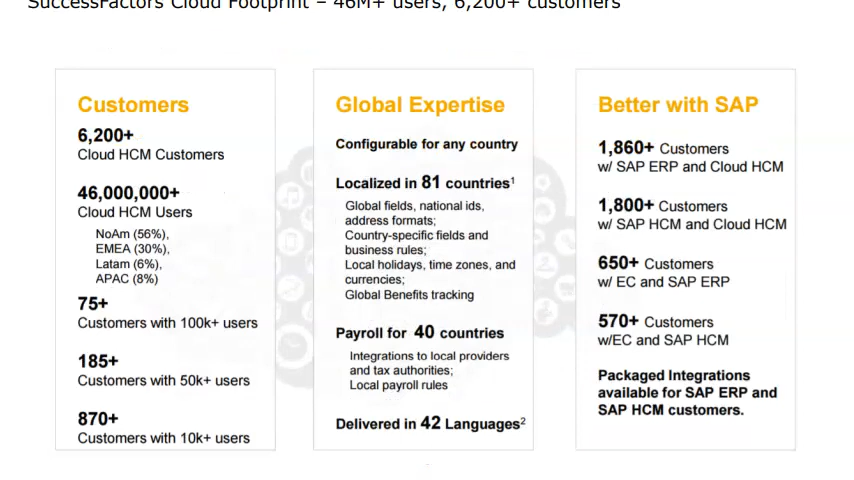 SuccessFactors Cloud Footprint – 46M+ users, 6,200+ customers
Customers
6,200+
Cloud HCM Customers
46,000,000+
Cloud HCM Users
NoAm (56%),
EMEA (30%),
Latam (6%),
APAC (8%)
75+
Customers with 100k+ users
185+
Customers with 50k+ users
870+
Customers with 10k+ users
Global Expertise
Configurable for any country
Localized in 81 countries¹
Global fields, national ids,
address formats;
Country-specific fields and
business rules;
Local holidays, time zones, and
currencies;
Global Benefits tracking
Payroll for 40 countries
Integrations to local providers
and tax authorities;
Local payroll rules
Delivered in 42 Languages²
Better with SAP
1,860+ Customers
w/ SAP ERP and Cloud HCM
1,800+ Customers
w/ SAP HCM and Cloud HCM
650+ Customers
w/ EC and SAP ERP
570+ Customers
w/EC and SAP HCM
Packaged Integrations
available for SAP ERP and
SAP HCM customers.